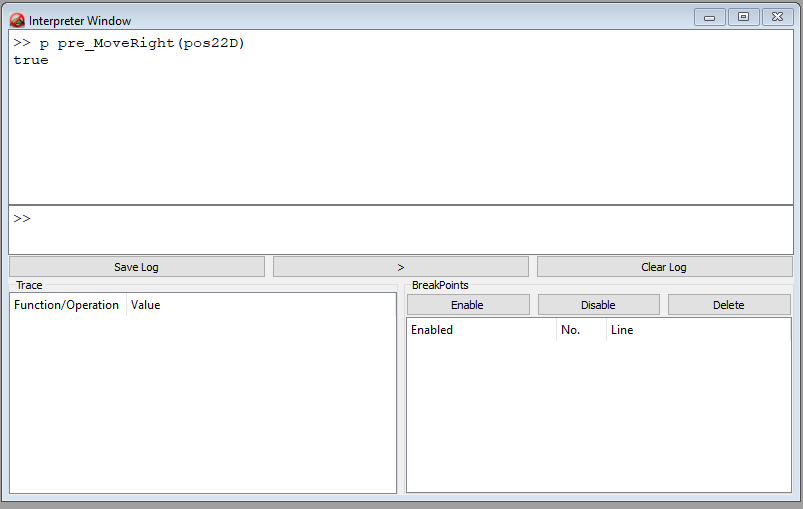 Interpreter Window
>> p pre_MoveRight(pos22D)
true
>>
Save Log > Clear Log
Trace BreakPoints
Enable Disable Delete
Function/Operation Value
Enabled No. Line